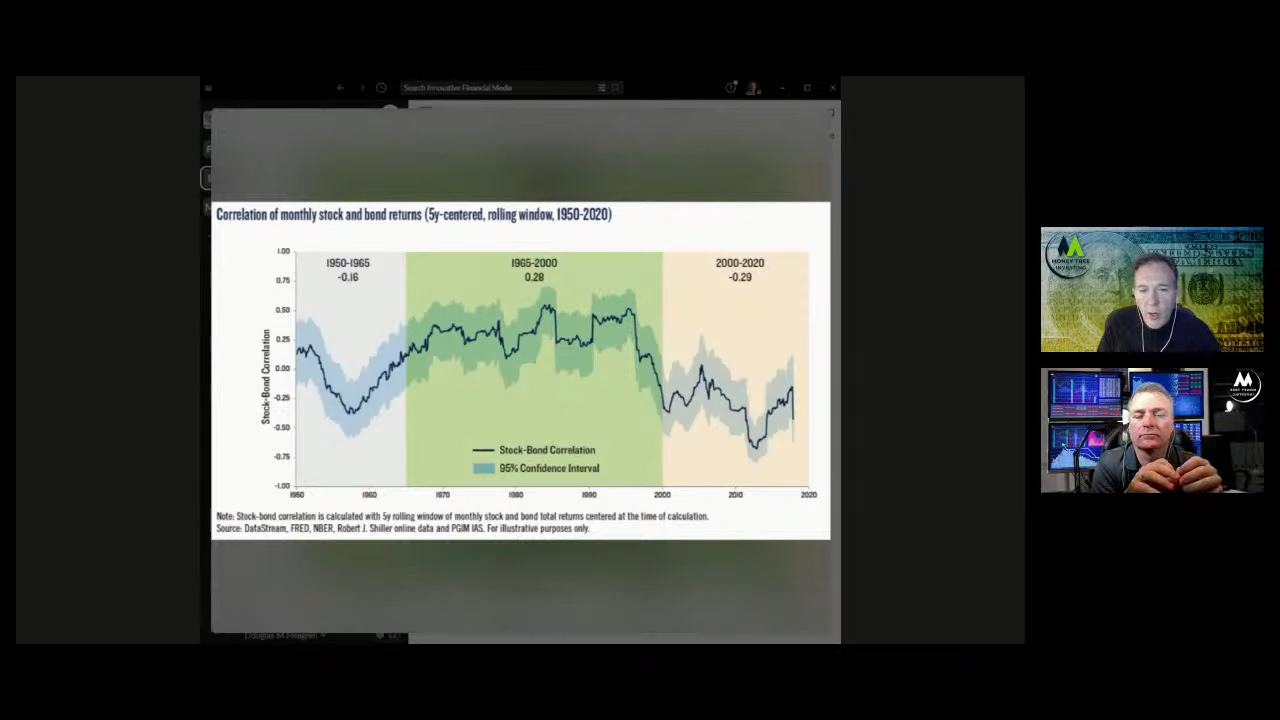 Search Innovative Financial Media
Correlation of monthly stock and bond returns (5y-centered, rolling window, 1950-2020)
1.00
0.75
0.50
0.25
0.00
-0.25
-0.50
-0.75
-1.00
Stock-Bond Correlation
1950-1965
-0.16
1965-2000
0.28
2000-2020
-0.29
Stock-Bond Correlation
95% Confidence Interval
1950
1960
1970
1980
1990
2000
2010
2020
Note: Stock-bond correlation is calculated with 5y rolling window of monthly stock and bond total returns centered at the time of calculation.
Source: DataStream, FRED, NBER, Robert J. Shiller online data and PGIM IAS. For illustrative purposes only.
MONEY TREE
INVESTING